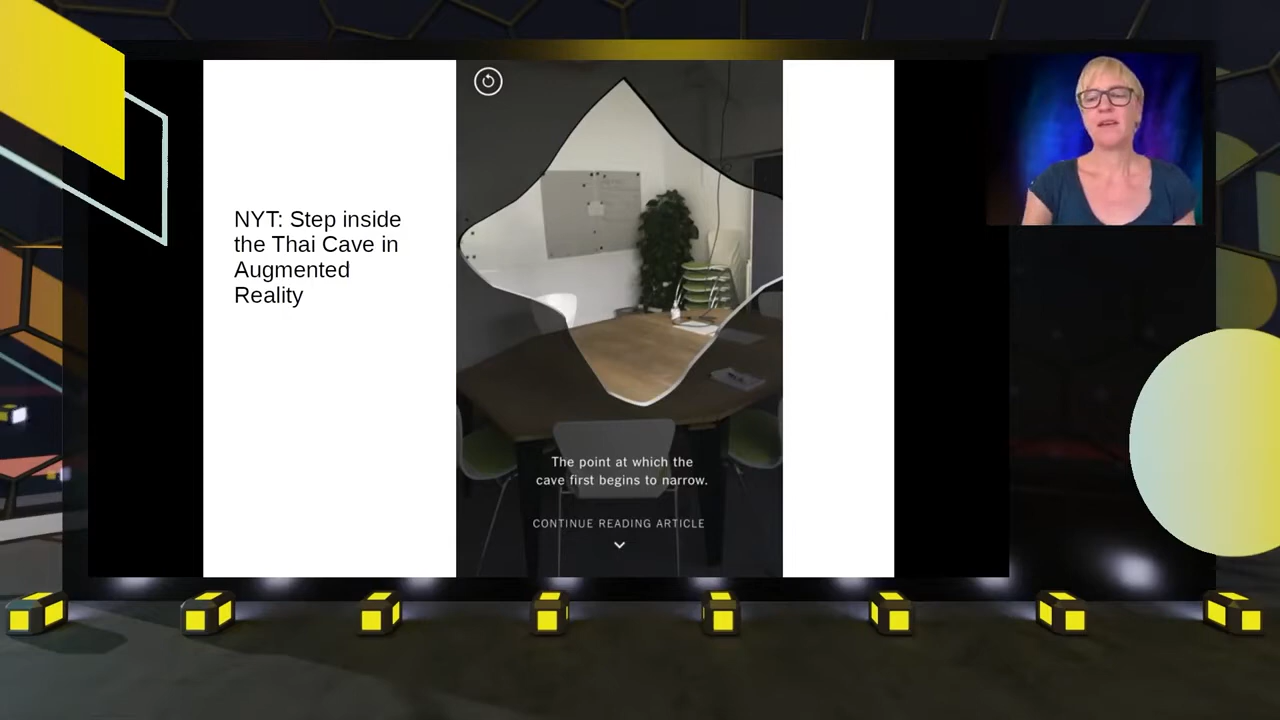 NYT: Step inside
the Thai Cave in
Augmented
Reality
The point at which the
cave first begins to narrow.
CONTINUE READING ARTICLE